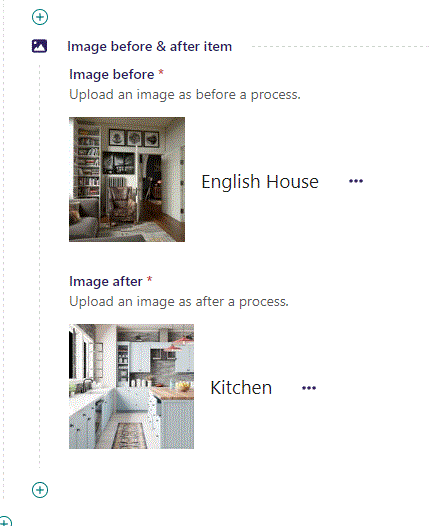 Image before & after item
Image before *
Upload an image as before a process.
English House
Image after *
Upload an image as after a process.
Kitchen